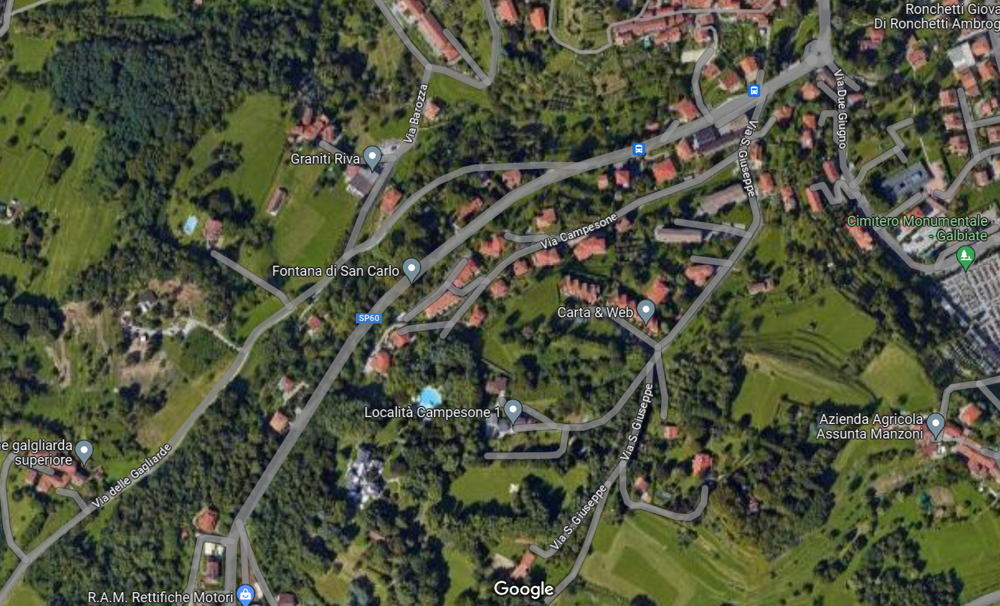 Ronchetti Giova
Di Ronchetti Ambrog
Via Barozza
Via Due Giugno
Graniti Riva
Via S. Giuseppe
Cimitero Monumentale
- Galbiate
Via Campesone
Fontana di San Carlo
SP60
Carta & Web
Località Campesone 1
Via S. Giuseppe
Azienda Agricola
Assunta Manzoni
ne galgliarda
superiore
Via delle Gagliarde
Via S. Giuseppe
Google
R.A.M. Rettifiche Motori